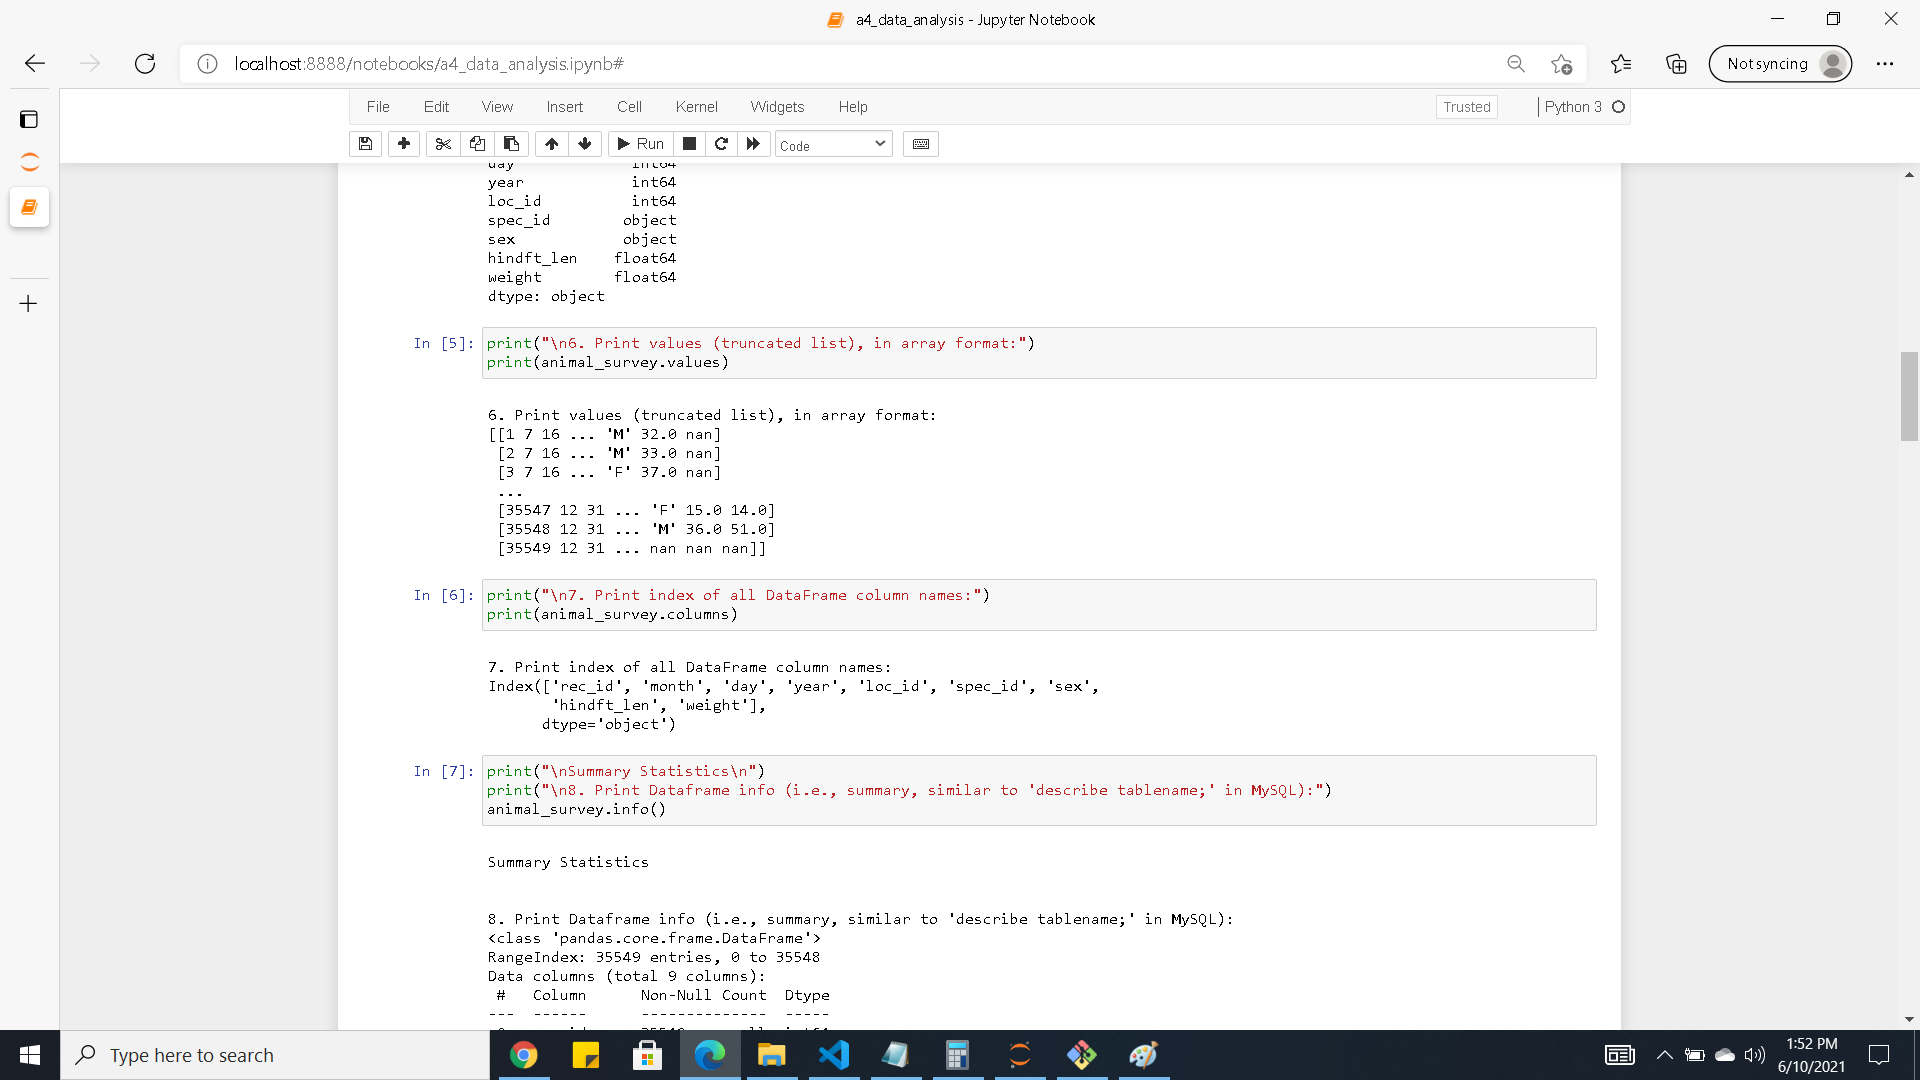 a4_data_analysis - Jupyter Notebook
localhost:8888/notebooks/a4_data_analysis.ipynb#
Not syncing
File Edit View Insert Cell Kernel Widgets Help
Trusted
Python 3
Run
Code
day int64
year int64
loc_id int64
spec_id object
sex object
hindft_len float64
weight float64
dtype: object
In [5]: print("\n6. Print values (truncated list), in array format:")
print(animal_survey.values)
6. Print values (truncated list), in array format:
[[1 7 16 ... 'M' 32.0 nan]
[2 7 16 ... 'M' 33.0 nan]
[3 7 16 ... 'F' 37.0 nan]
...
[35547 12 31 ... 'F' 15.0 14.0]
[35548 12 31 ... 'M' 36.0 51.0]
[35549 12 31 ... nan nan nan]]
In [6]: print("\n7. Print index of all DataFrame column names:")
print(animal_survey.columns)
7. Print index of all DataFrame column names:
Index(['rec_id', 'month', 'day', 'year', 'loc_id', 'spec_id', 'sex',
'hindft_len', 'weight'],
dtype='object')
In [7]: print("\nSummary Statistics\n")
print("\n8. Print Dataframe info (i.e., summary, similar to 'describe tablename;' in MySQL):")
animal_survey.info()
Summary Statistics
8. Print Dataframe info (i.e., summary, similar to 'describe tablename;' in MySQL):
<class 'pandas.core.frame.DataFrame'>
RangeIndex: 35549 entries, 0 to 35548
Data columns (total 9 columns):
# Column Non-Null Count Dtype
--- ------ -------------- -----
Type here to search
1:52 PM
6/10/2021